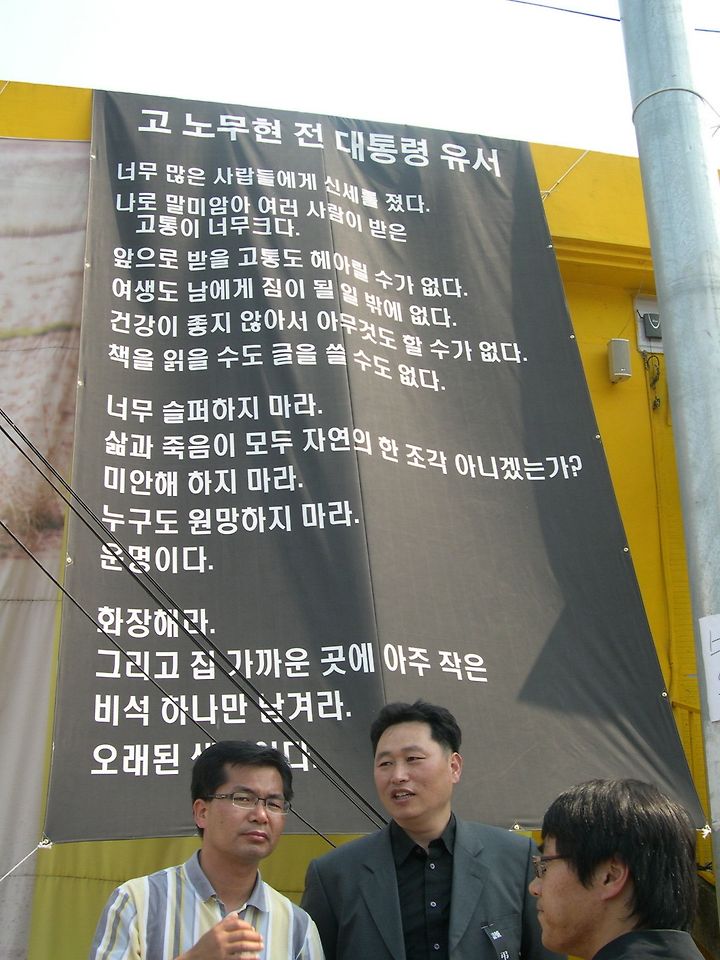 고 노무현 전 대통령 유서
너무 많은 사람들에게 신세를 졌다.
나로 말미암아 여러 사람이 받은
고통이 너무크다.
앞으로 받을 고통도 헤아릴 수가 없다.
여생도 남에게 짐이 될 일 밖에 없다.
건강이 좋지 않아서 아무것도 할 수가 없다.
책을 읽을 수도 글을 쓸 수도 없다.
너무 슬퍼하지 마라.
삶과 죽음이 모두 자연의 한 조각 아니겠는가?
미안해 하지 마라.
누구도 원망하지 마라.
운명이다.
화장해라.
그리고 집 가까운 곳에 아주 작은
비석 하나만 남겨라.
오래된